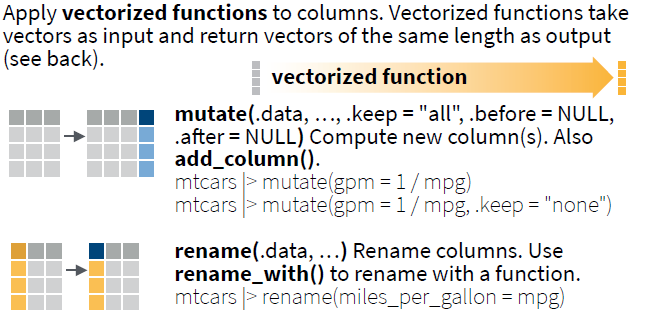 Apply vectorized functions to columns. Vectorized functions take
vectors as input and return vectors of the same length as output
(see back).
vectorized function
mutate(.data, …, .keep = "all", .before = NULL,
.after = NULL) Compute new column(s). Also
add_column().
mtcars |> mutate(gpm = 1 / mpg)
mtcars |> mutate(gpm = 1 / mpg, .keep = "none")
rename(.data, …) Rename columns. Use
rename_with() to rename with a function.
mtcars |> rename(miles_per_gallon = mpg)